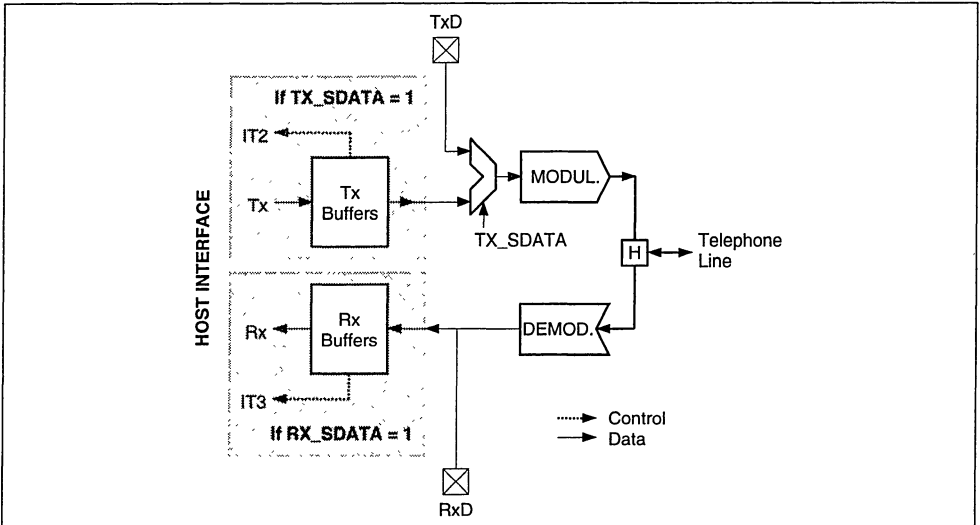 TxD
If TX_SDATA = 1
IT2
Tx
Tx
Buffers
MODUL.
TX_SDATA
HOST INTERFACE
H
Telephone
Line
Rx
Rx
Buffers
DEMOD.
IT3
If RX_SDATA = 1
Control
Data
RxD